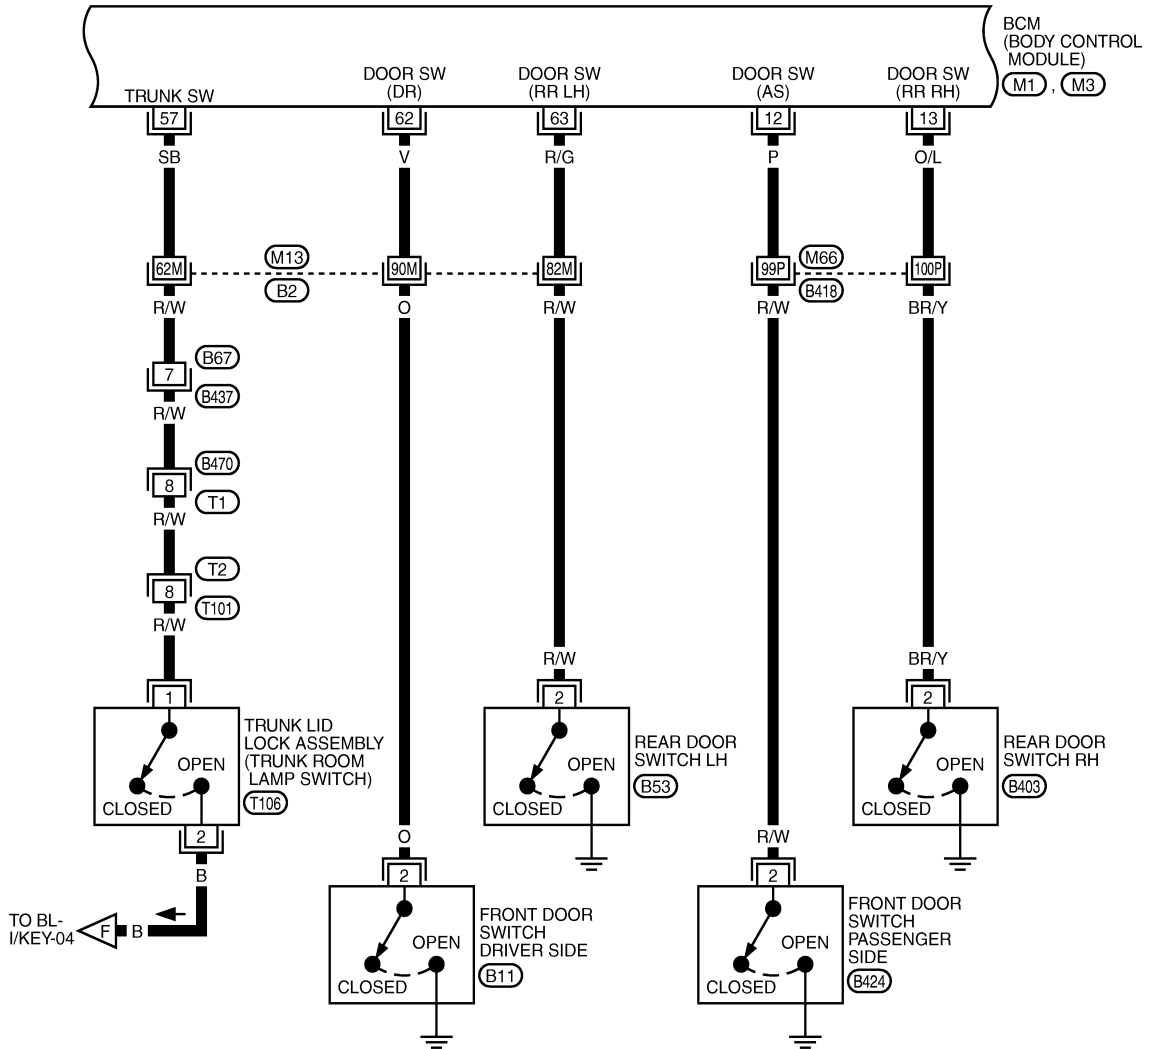 BCM
(BODY CONTROL
MODULE)
M1 , M3
TRUNK SW
DOOR SW
(DR)
DOOR SW
(RR LH)
DOOR SW
(AS)
DOOR SW
(RR RH)
57
62
63
12
13
SB
V
R/G
P
O/L
62M
M13
B2
90M
82M
99P
M66
B418
100P
R/W
O
R/W
R/W
BR/Y
7
B67
B437
R/W
8
B470
T1
R/W
8
T2
T101
R/W
R/W
BR/Y
1
2
2
TRUNK LID
LOCK ASSEMBLY
(TRUNK ROOM
LAMP SWITCH)
T106
OPEN
CLOSED
REAR DOOR
SWITCH LH
B53
OPEN
CLOSED
REAR DOOR
SWITCH RH
B403
OPEN
CLOSED
2
B
O
R/W
2
2
TO BL-
I/KEY-04
F
B
FRONT DOOR
SWITCH
DRIVER SIDE
B11
OPEN
CLOSED
FRONT DOOR
SWITCH
PASSENGER
SIDE
B424
OPEN
CLOSED